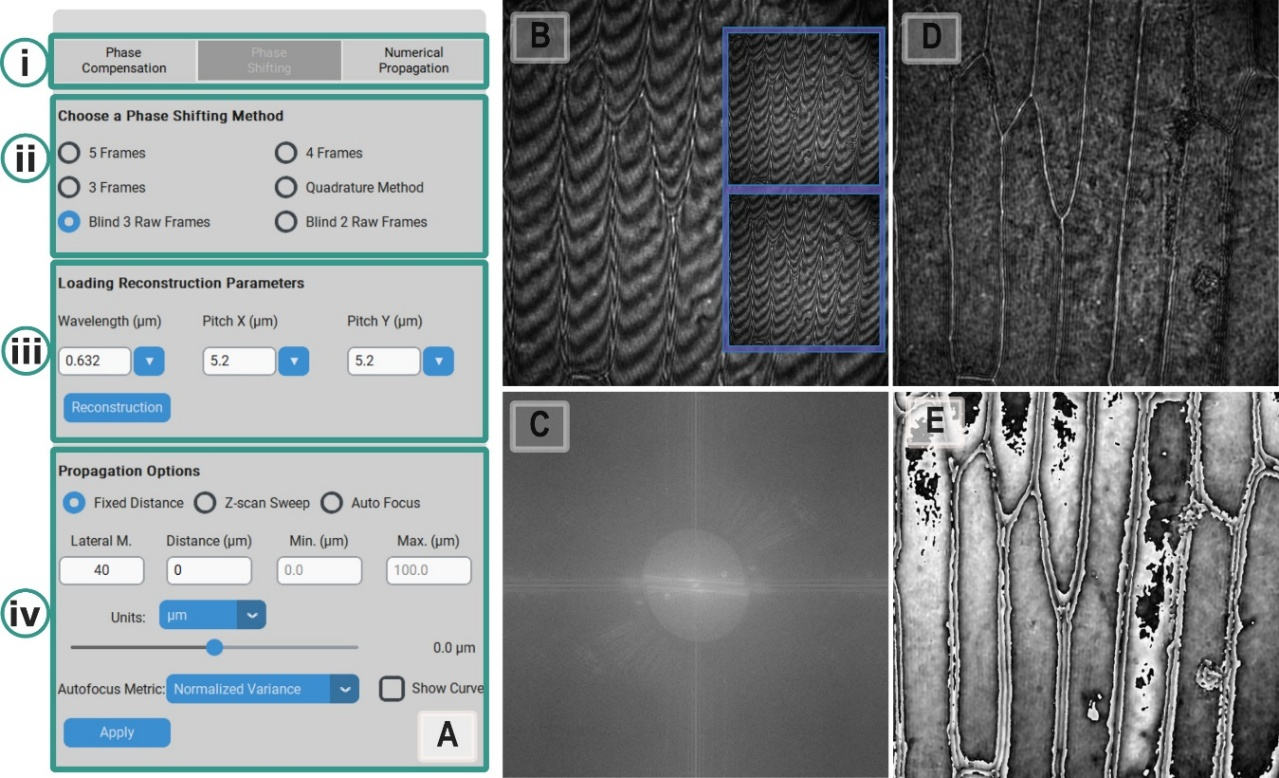 i
Phase
Compensation
Phase
Shifting
Numerical
Propagation
ii
Choose a Phase Shifting Method
5 Frames
4 Frames
3 Frames
Quadrature Method
Blind 3 Raw Frames
Blind 2 Raw Frames
iii
Loading Reconstruction Parameters
Wavelength (µm)
Pitch X (µm)
Pitch Y (µm)
0.632
5.2
5.2
Reconstruction
iv
Propagation Options
Fixed Distance
Z-scan Sweep
Auto Focus
Lateral M.
Distance (µm)
Min. (µm)
Max. (µm)
40
0
0.0
100.0
Units:
µm
0.0 µm
Autofocus Metric:
Normalized Variance
Show Curve
Apply
A
B
D
C
E